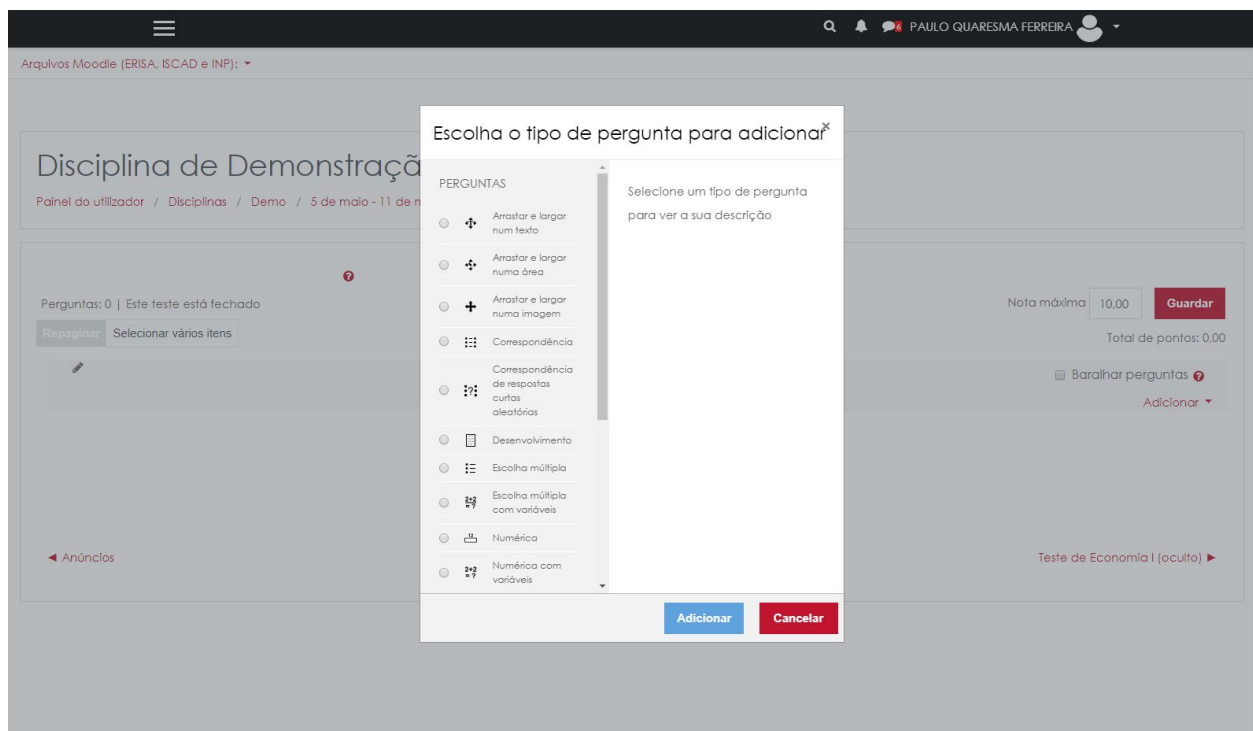 PAULO QUARESMA FERREIRA
Arquivos Moodle (ERISA, ISCAD e INP):
Disciplina de Demonstraçã
Painel do utilizador / Disciplinas / Demo / 5 de maio - 11 de
Perguntas: 0 | Este teste está fechado
Repaginar
Selecionar vários itens
Escolha o tipo de pergunta para adicionar
×
PERGUNTAS
Arrastar e largar
num texto
Arrastar e largar
numa área
Arrastar e largar
numa imagem
Correspondência
Correspondência
de respostas
curtas
aleatórias
Desenvolvimento
Escolha múltipla
Escolha múltipla
com variáveis
Numérica
Numérica com
variáveis
Selecione um tipo de pergunta
para ver a sua descrição
Adicionar
Cancelar
Nota máxima
10,00
Guardar
Total de pontos: 0,00
Baralhar perguntas
Adicionar
◄ Anúncios
Teste de Economia I (oculto) ►